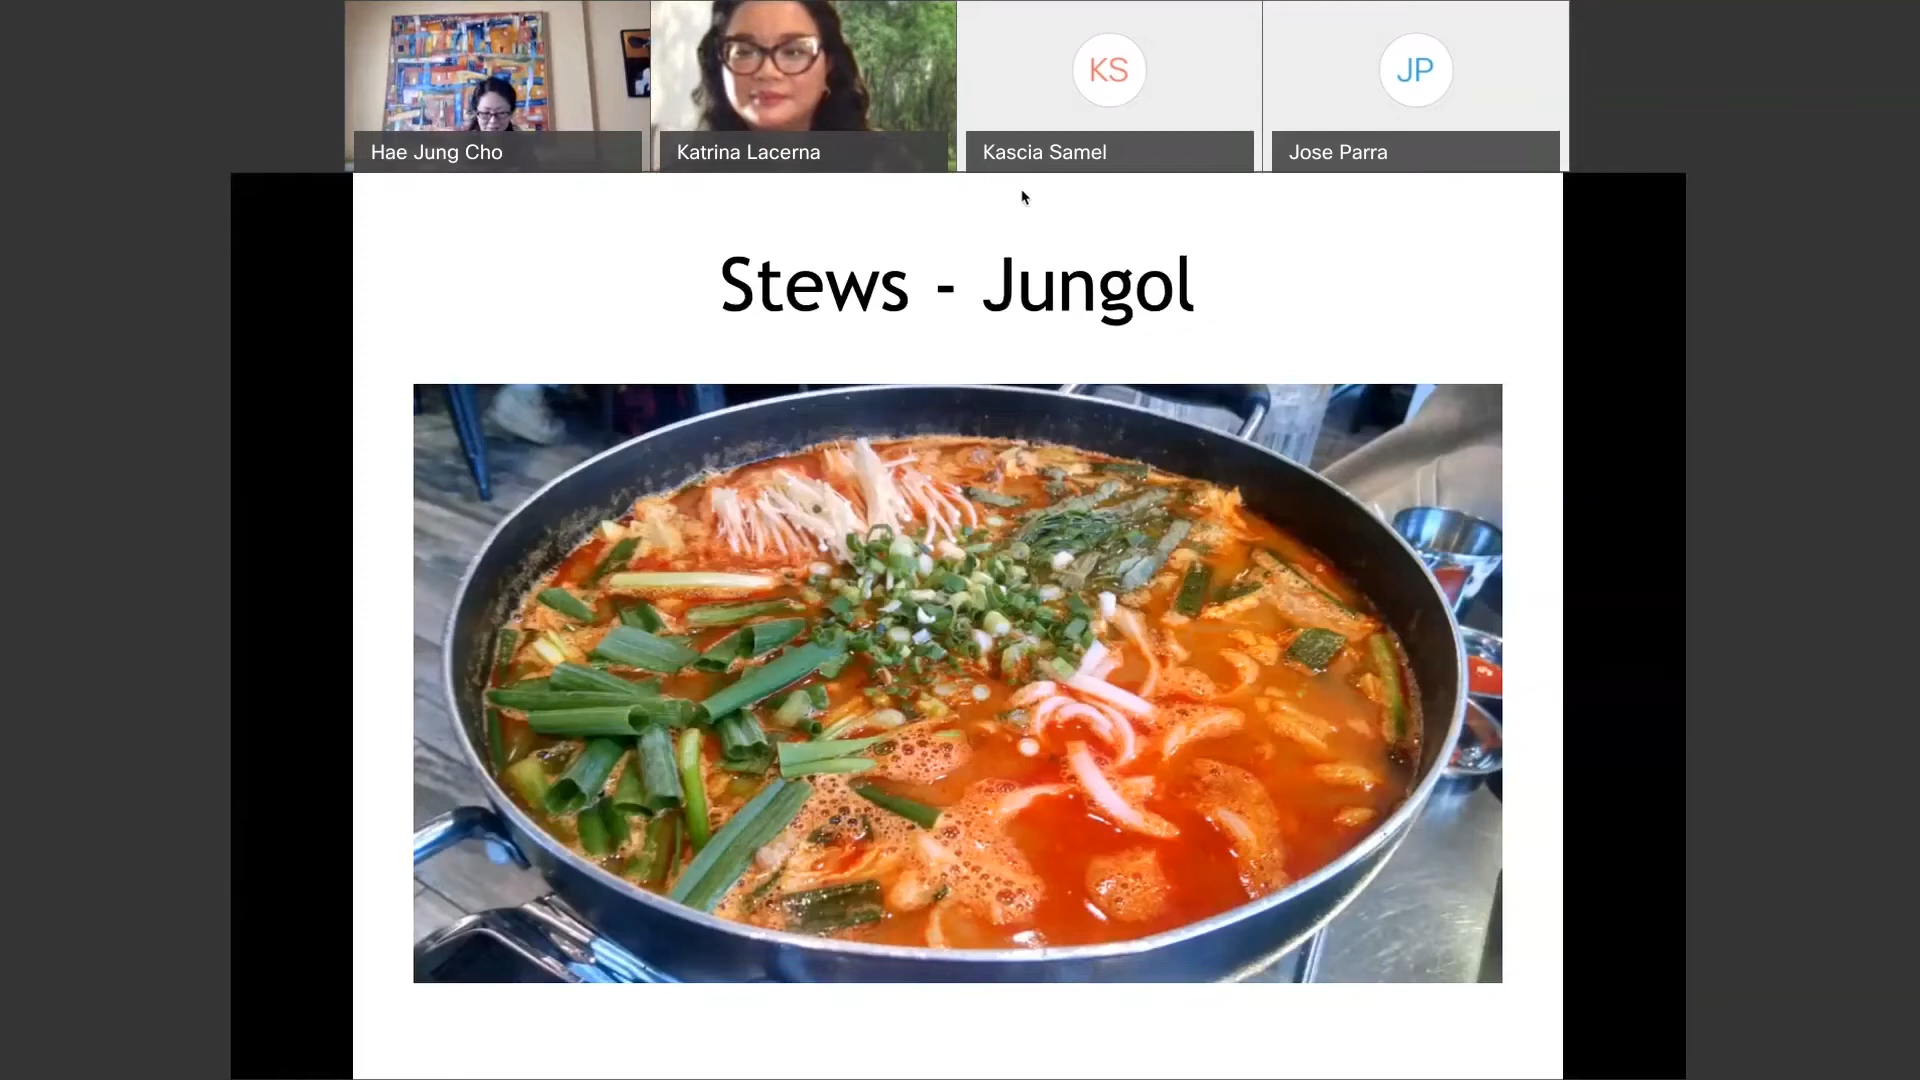 KS
JP
Hae Jung Cho
Katrina Lacerna
Kascia Samel
Jose Parra
Stews - Jungol